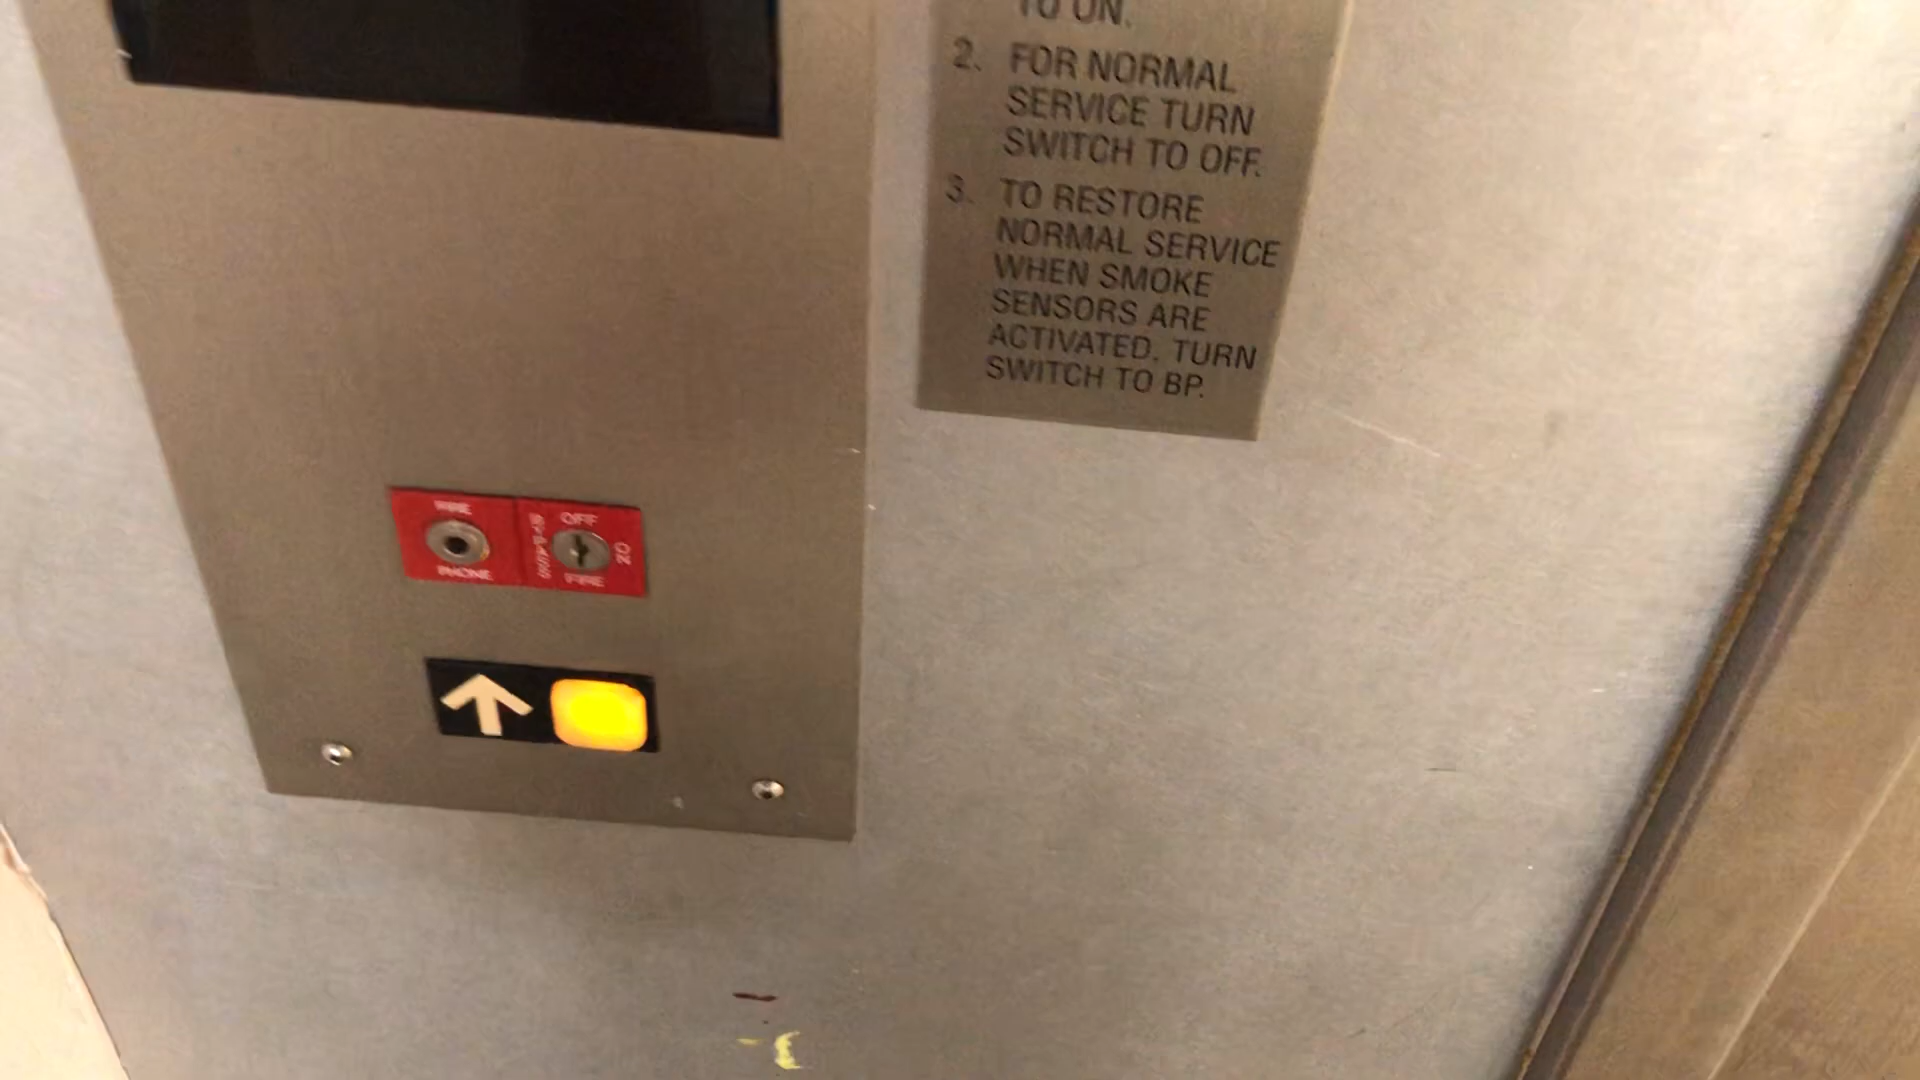 TO ON.
2. FOR NORMAL
SERVICE TURN
SWITCH TO OFF.
3. TO RESTORE
NORMAL SERVICE
WHEN SMOKE
SENSORS ARE
ACTIVATED. TURN
SWITCH TO BP.
FIRE
PHONE
BYPASS
OFF
ON
FIRE